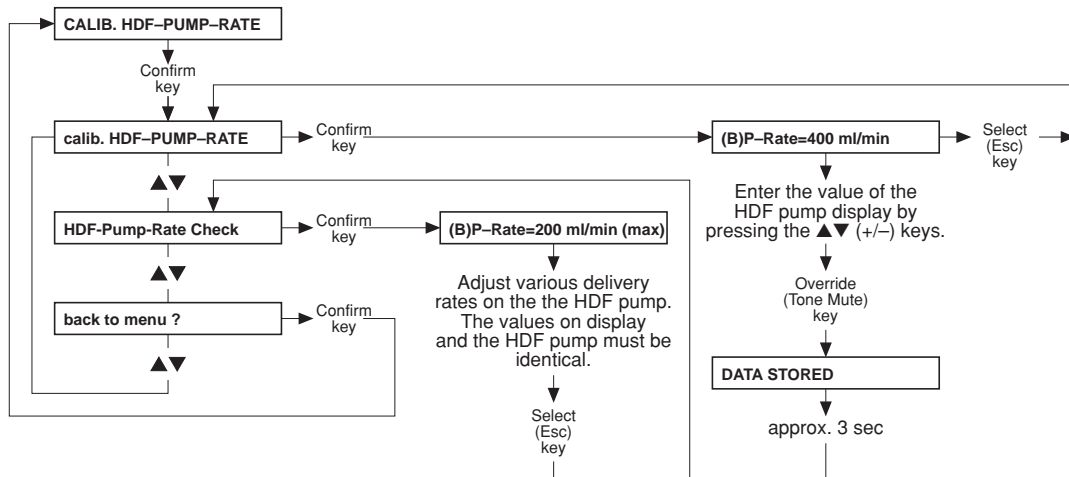 CALIB. HDF–PUMP–RATE
Confirm
key
calib. HDF–PUMP–RATE
Confirm
key
(B)P–Rate=400 ml/min
Select
(Esc)
key
▲▼
Enter the value of the
HDF pump display by
pressing the ▲▼ (+/–) keys.
HDF-Pump-Rate Check
Confirm
key
(B)P–Rate=200 ml/min (max)
▲▼
Adjust various delivery
rates on the the HDF pump.
The values on display
and the HDF pump must be
identical.
Override
(Tone Mute)
key
back to menu ?
Confirm
key
▲▼
DATA STORED
Select
(Esc)
key
approx. 3 sec